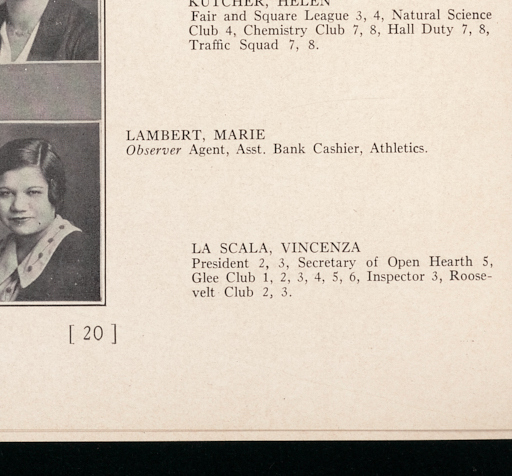 KUTCHER, HELEN
Fair and Square League 3, 4, Natural Science
Club 4, Chemistry Club 7, 8, Hall Duty 7, 8,
Traffic Squad 7, 8.
LAMBERT, MARIE
Observer Agent, Asst. Bank Cashier, Athletics.
LA SCALA, VINCENZA
President 2, 3, Secretary of Open Hearth 5,
Glee Club 1, 2, 3, 4, 5, 6, Inspector 3, Roose-
velt Club 2, 3.
[ 20 ]